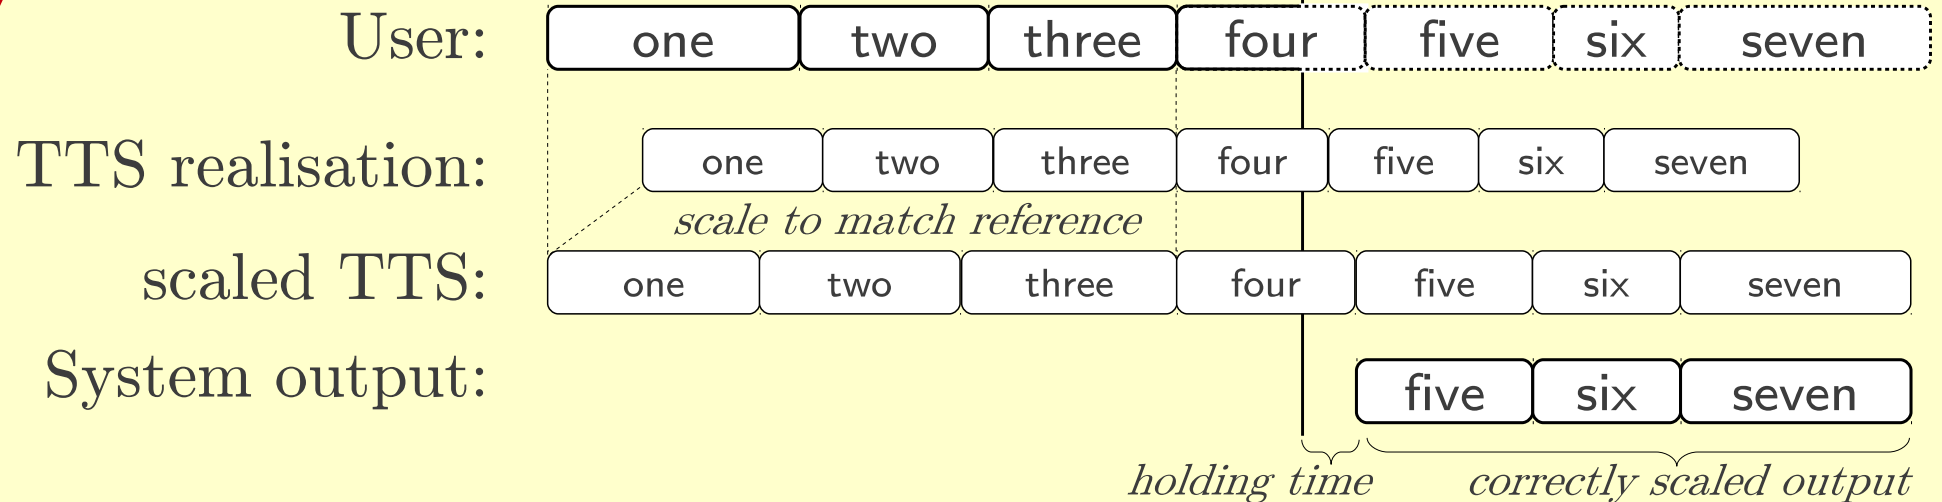 User: one two three four five six seven
TTS realisation: one two three four five six seven
scale to match reference
scaled TTS: one two three four five six seven
System output: five six seven
holding time correctly scaled output